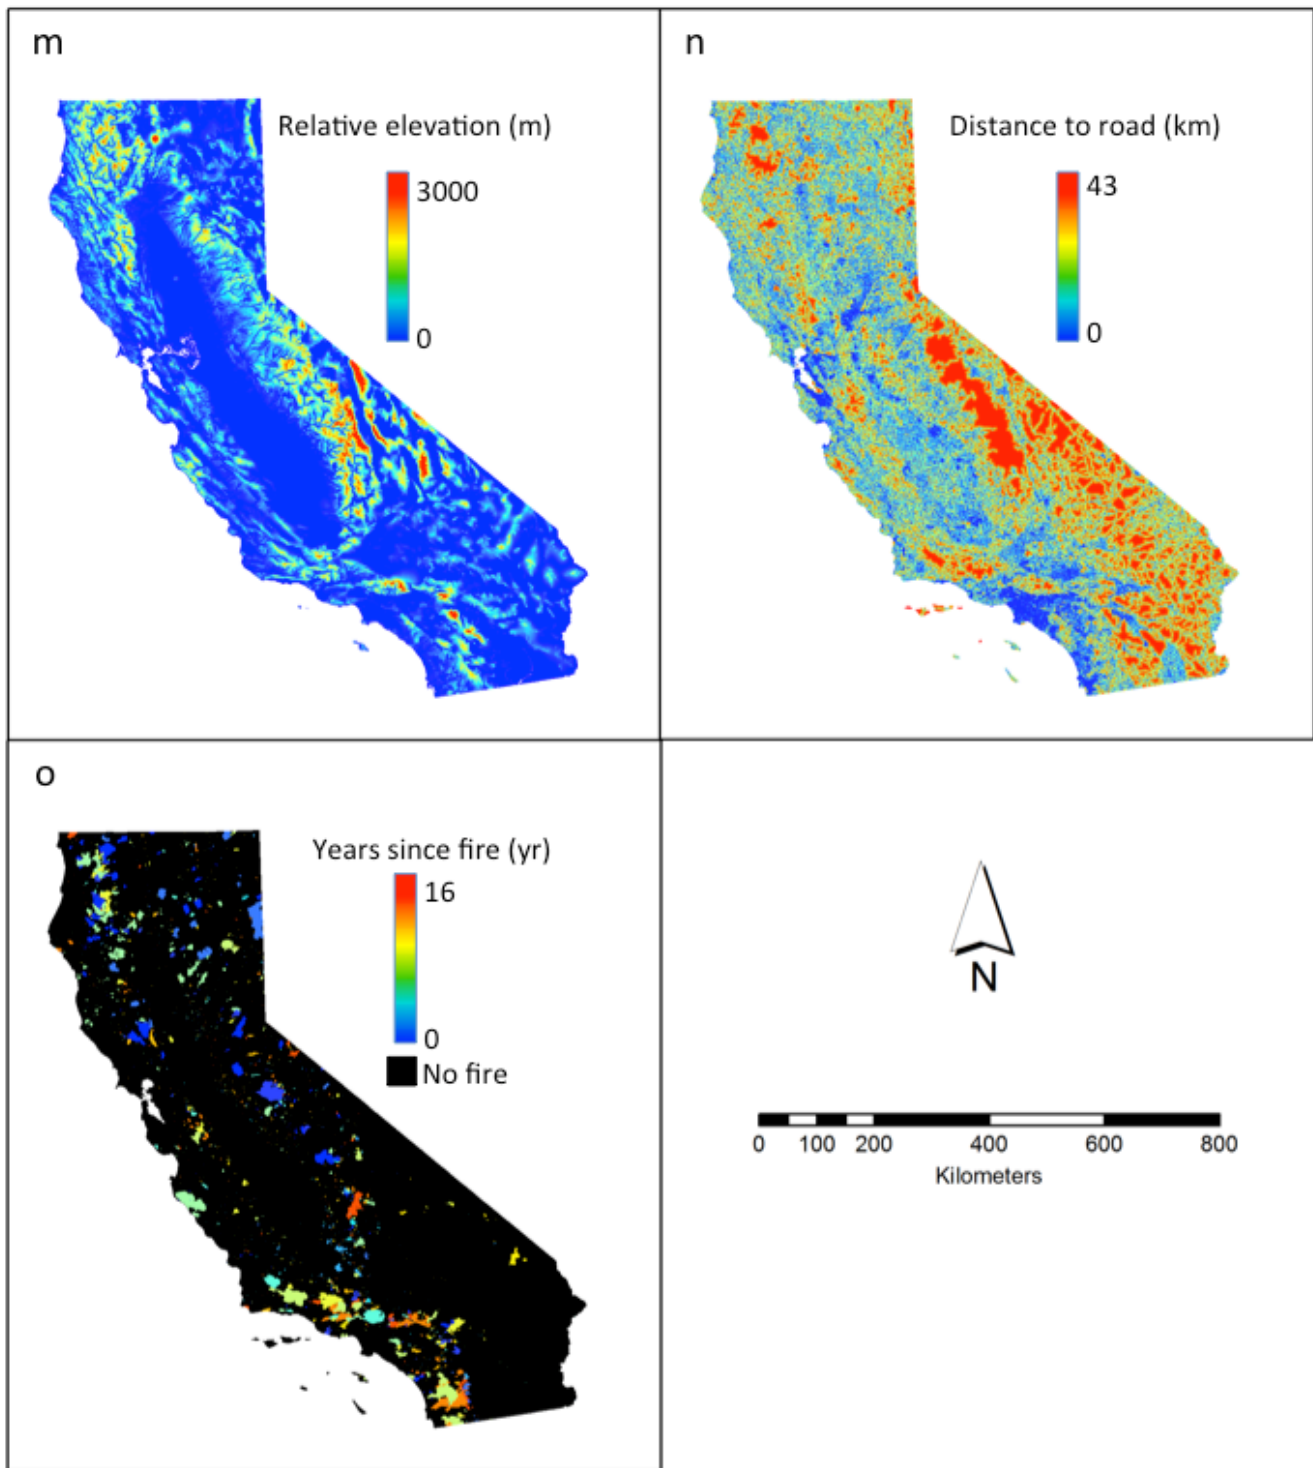 m
Relative elevation (m)
3000
0
n
Distance to road (km)
43
0
o
Years since fire (yr)
16
0
No fire
N
0 100 200 400 600 800
Kilometers